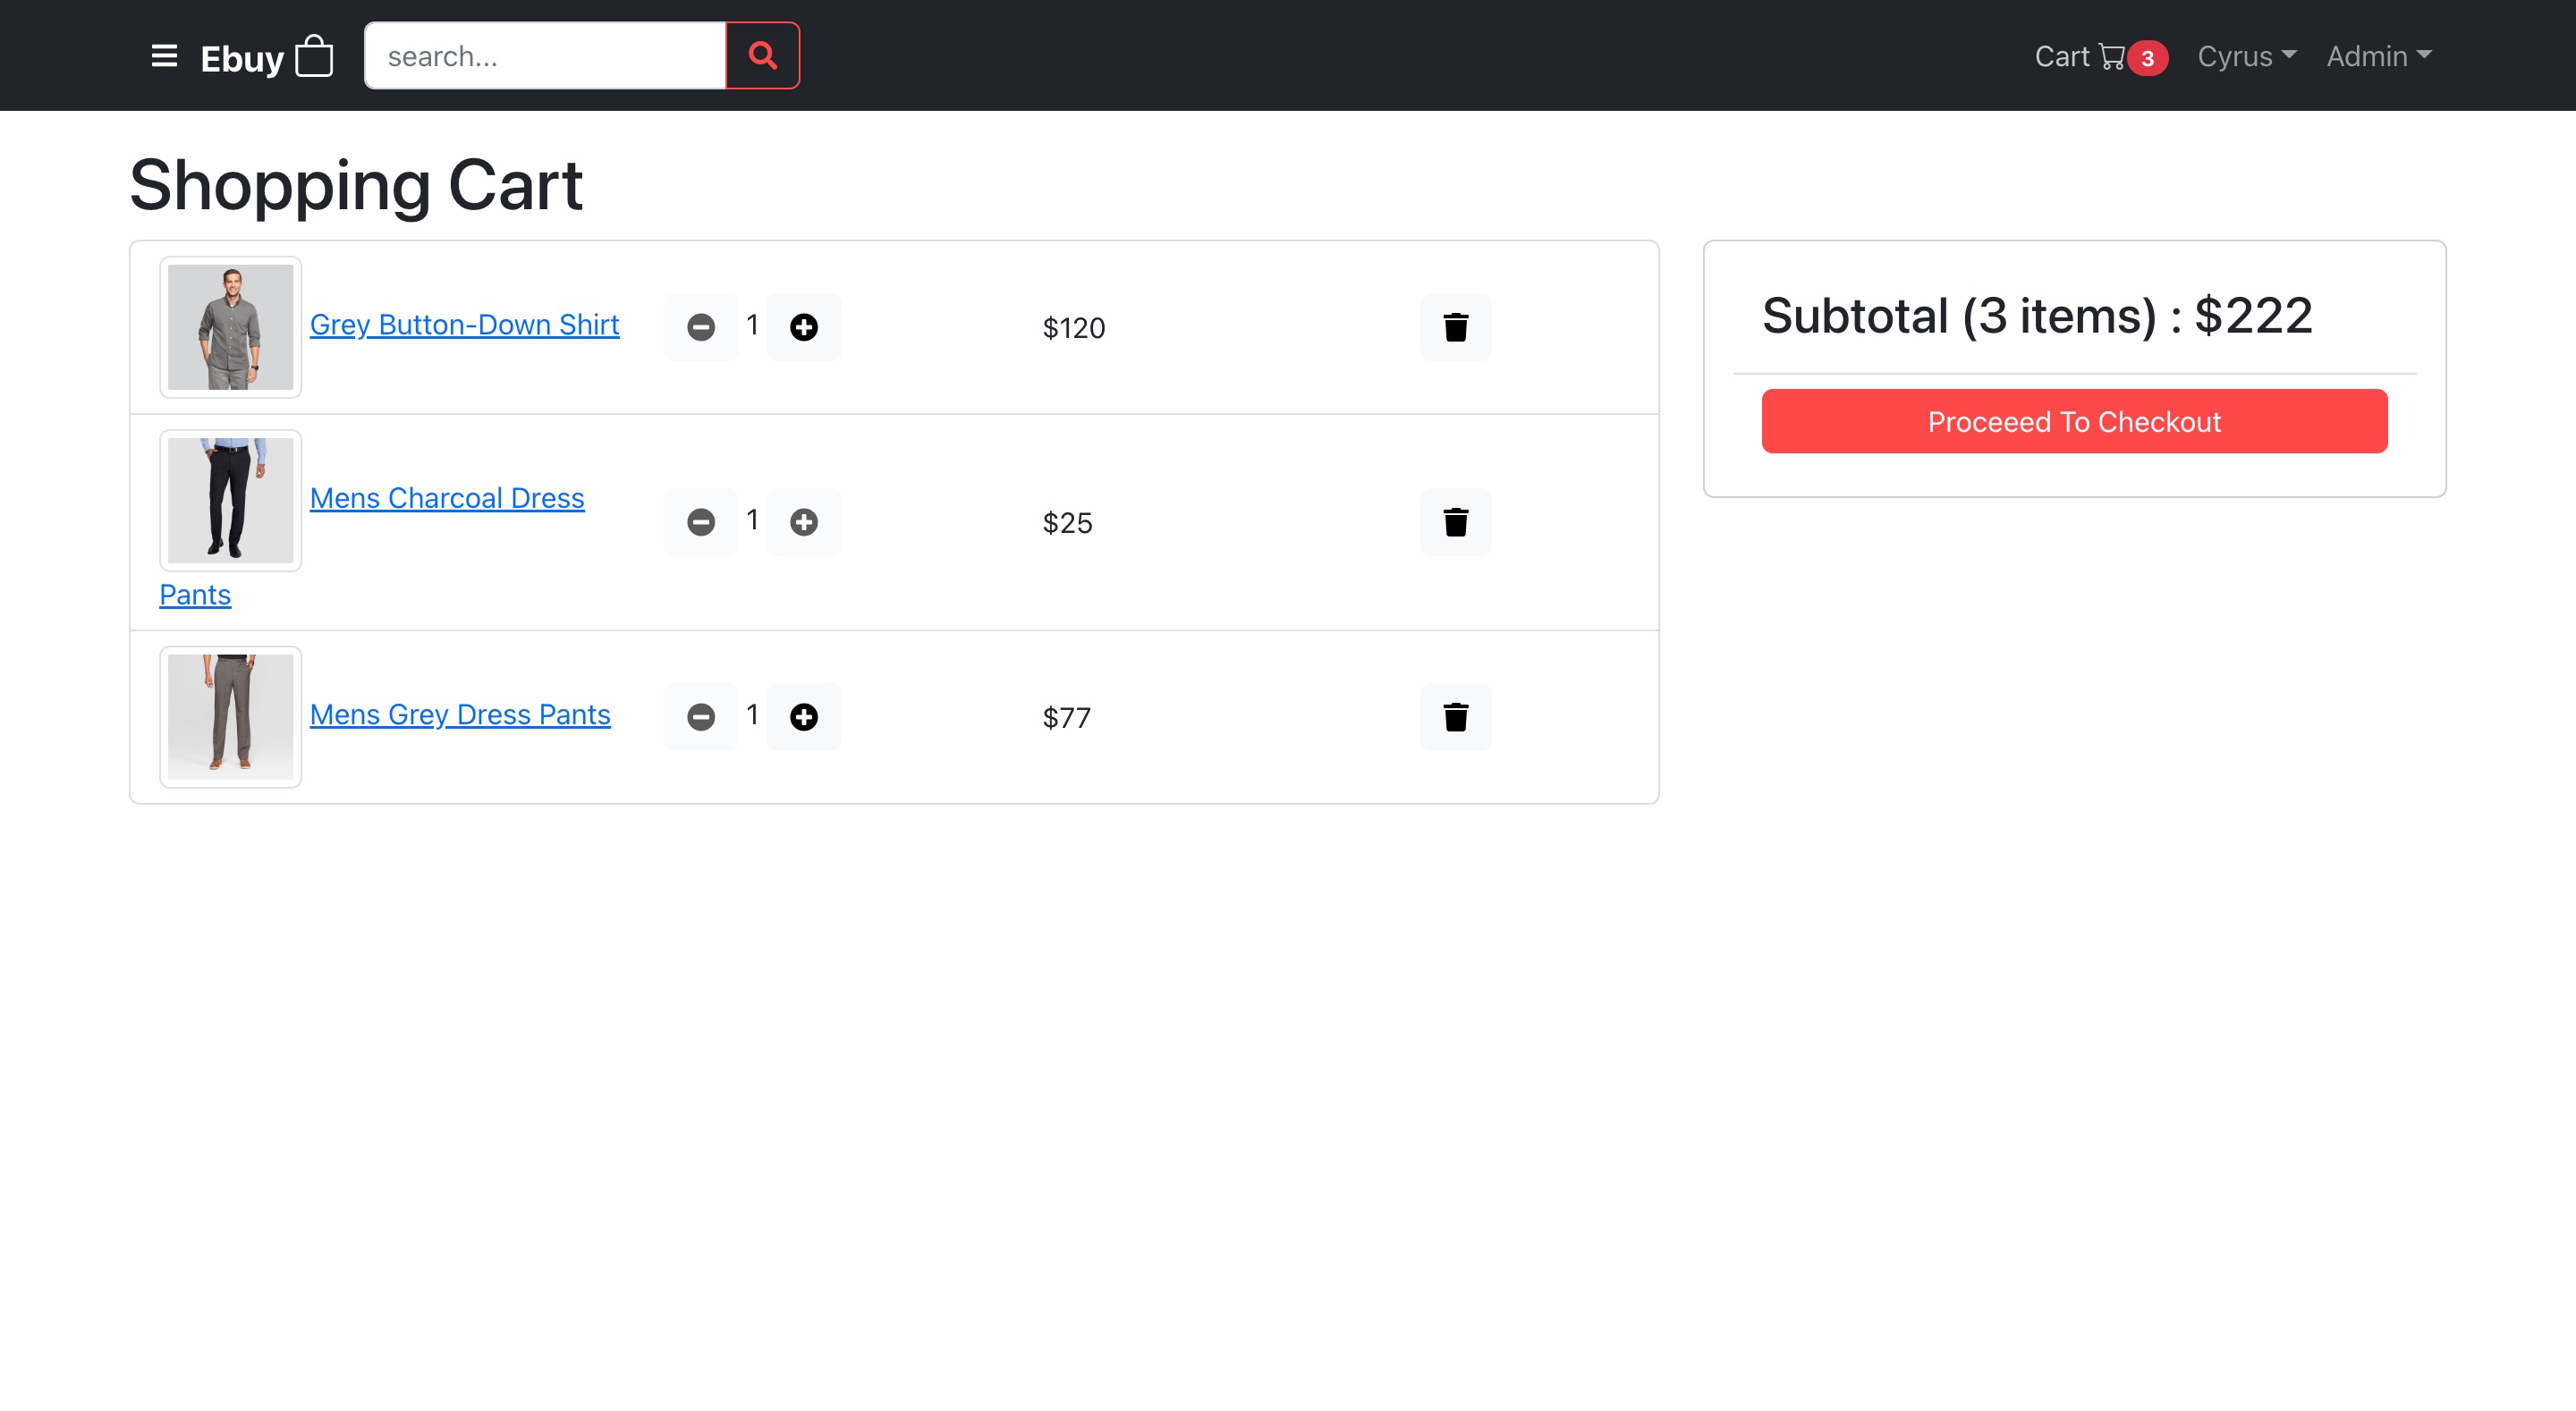 Ebuy
search...
Cart 3 Cyrus Admin
Shopping Cart
Grey Button-Down Shirt 1 $120
Mens Charcoal Dress 1 $25
Pants
Mens Grey Dress Pants 1 $77
Subtotal (3 items) : $222
Proceeed To Checkout